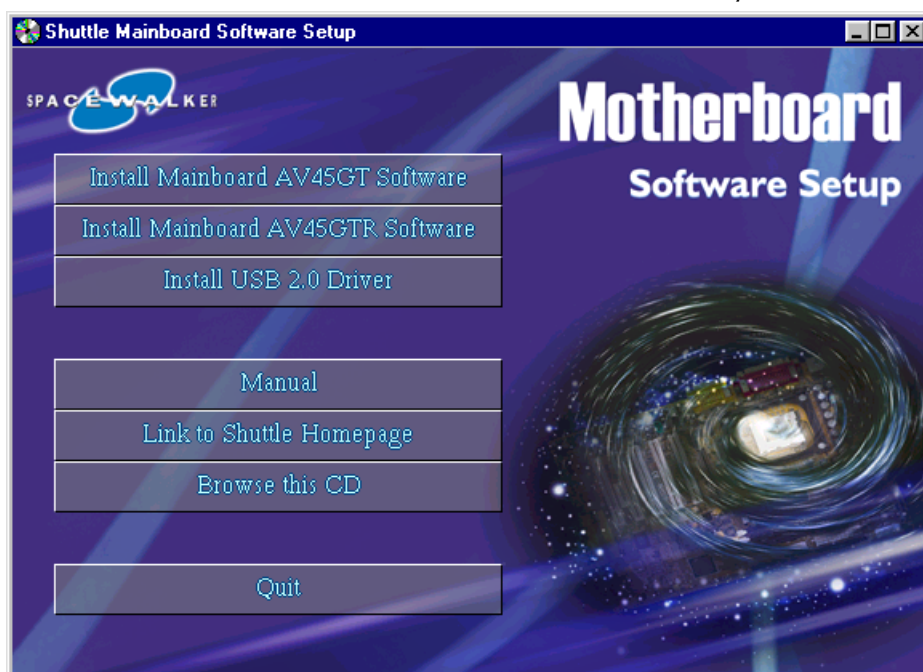 Shuttle Mainboard Software Setup
SPACEWALKER
Motherboard
Software Setup
Install Mainboard AV45GT Software
Install Mainboard AV45GTR Software
Install USB 2.0 Driver
Manual
Link to Shuttle Homepage
Browse this CD
Quit